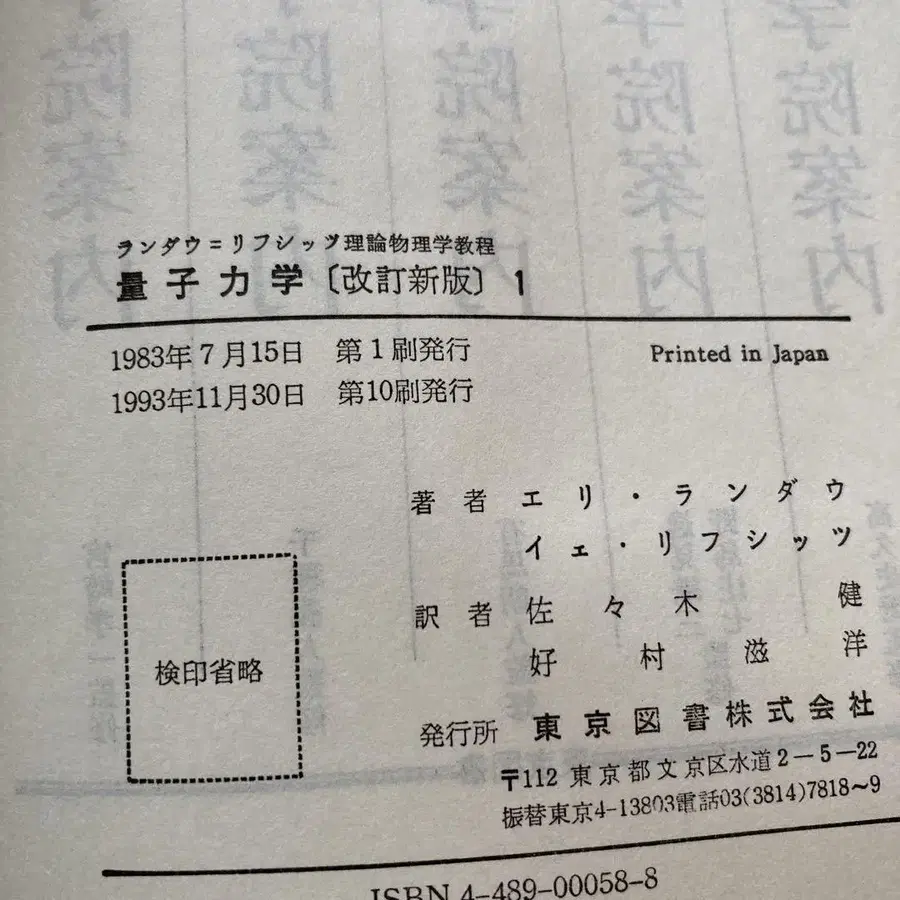 ランダウ＝リフシッツ理論物理学教程
量子力学〔改訂新版〕1
1983年7月15日 第1刷発行
1993年11月30日 第10刷発行
Printed in Japan
著者 エリ・ランダウ
イェ・リフシッツ
訳者 佐々木 健
好村滋洋
検印省略
発行所 東京図書株式会社
〒112 東京都文京区水道2-5-22
振替東京4-13803電話03(3814)7818〜9
ISBN 4-489-00058-8